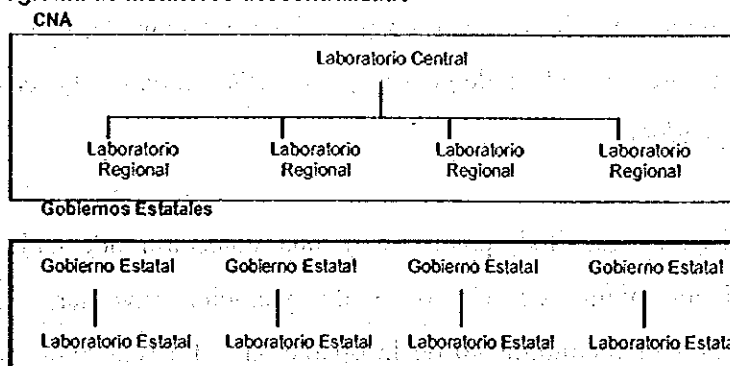 CNA
Laboratorio Central
Laboratorio Laboratorio Laboratorio Laboratorio
Regional Regional Regional Regional
Gobiernos Estatales
Gobierno Estatal Gobierno Estatal Gobierno Estatal Gobierno Estatal
Laboratorio Estatal Laboratorio Estatal Laboratorio Estatal Laboratorio